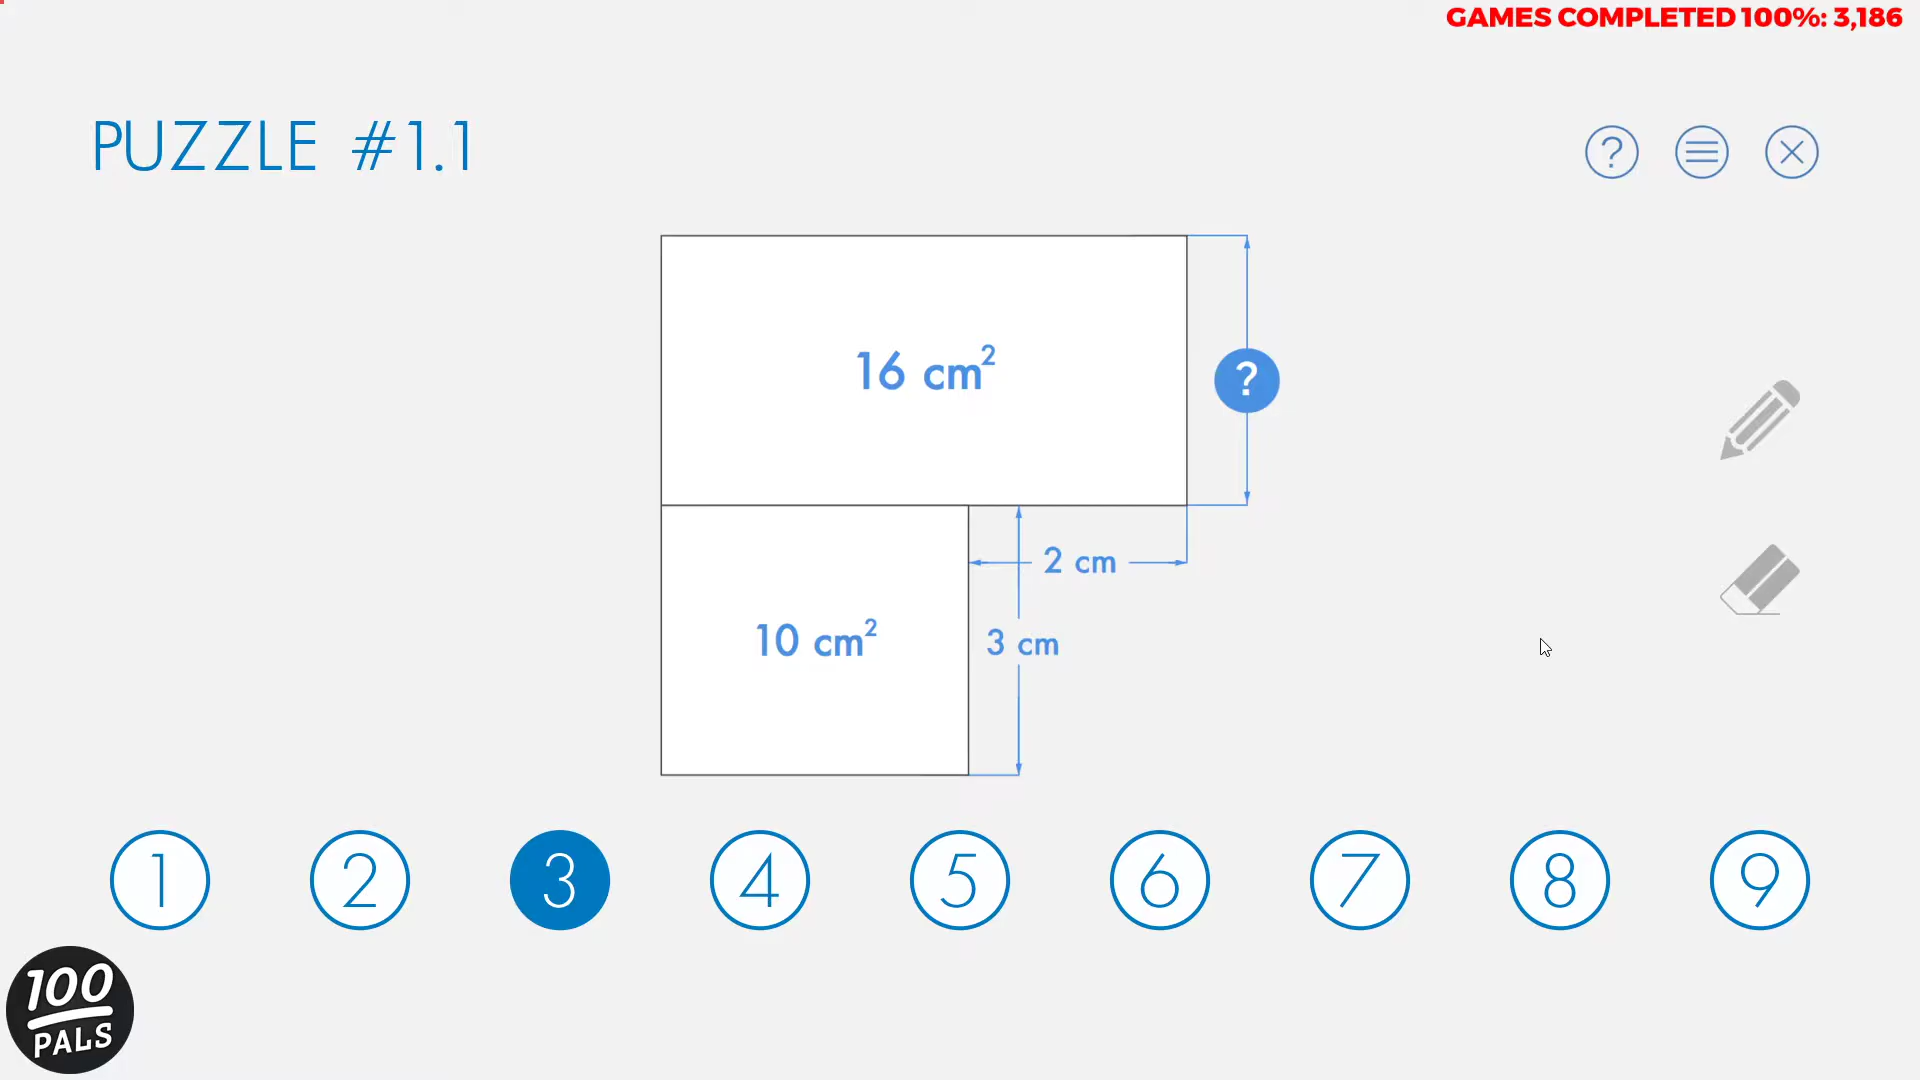 GAMES COMPLETED 100%: 3,186
PUZZLE #1.1
?
16 cm²
?
2 cm
10 cm²
3 cm
1 2 3 4 5 6 7 8 9
100
PALS